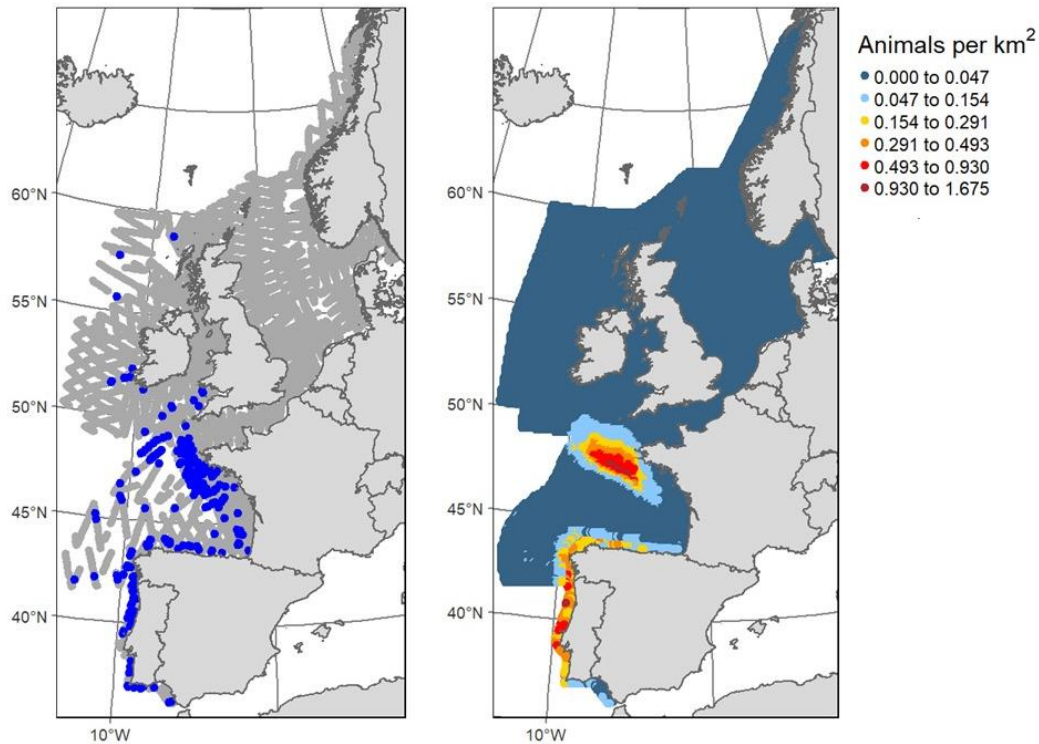 60°N
55°N
50°N
45°N
40°N
10°W
60°N
55°N
50°N
45°N
40°N
10°W
Animals per km²
0.000 to 0.047
0.047 to 0.154
0.154 to 0.291
0.291 to 0.493
0.493 to 0.930
0.930 to 1.675